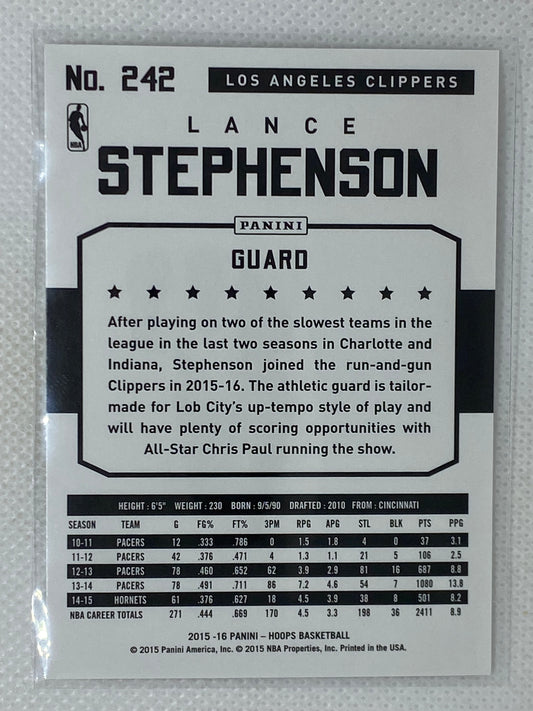 No. 242
LOS ANGELES CLIPPERS
NBA
LANCE
STEPHENSON
PANINI
GUARD
After playing on two of the slowest teams in the
league in the last two seasons in Charlotte and
Indiana, Stephenson joined the run-and-gun
Clippers in 2015-16. The athletic guard is tailor-
made for Lob City's up-tempo style of play and
will have plenty of scoring opportunities with
All-Star Chris Paul running the show.
HEIGHT : 6'5" WEIGHT : 230 BORN : 9/5/90 DRAFTED : 2010 FROM : CINCINNATI
SEASON TEAM G FG% FT% 3PM RPG APG STL BLK PTS PPG
10-11 PACERS 12 .333 .786 0 1.5 1.8 4 0 37 3.1
11-12 PACERS 42 .376 .471 4 1.3 1.1 21 5 106 2.5
12-13 PACERS 78 .460 .652 62 3.9 2.9 81 16 687 8.8
13-14 PACERS 78 .491 .711 86 7.2 4.6 54 7 1080 13.8
14-15 HORNETS 61 .376 .627 18 4.5 3.9 38 8 501 8.2
NBA CAREER TOTALS 271 .444 .669 170 4.5 3.3 198 36 2411 8.9
2015 -16 PANINI – HOOPS BASKETBALL
© 2015 Panini America, Inc. © 2015 NBA Properties, Inc. Printed in the USA.